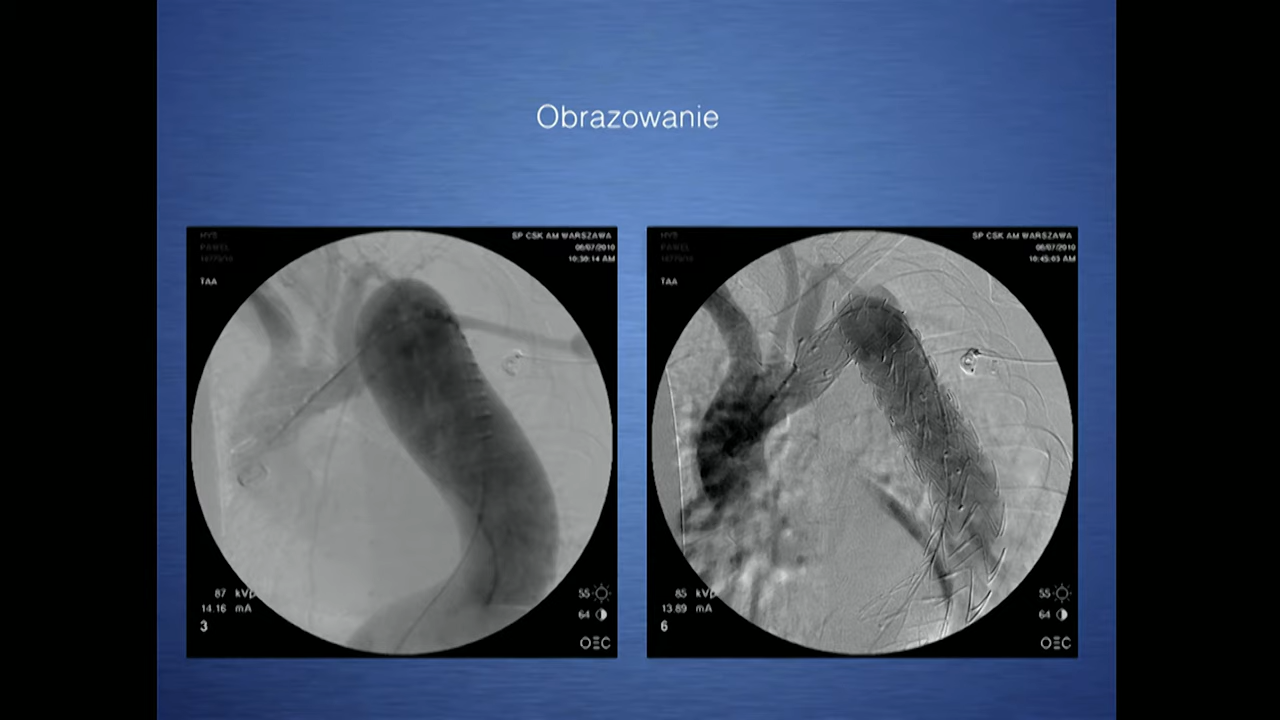 Obrazowanie
SP CSK AM WARSZAWA
06/07/2010
10:39:14 AM
TAA
87 kVp
14.16 mA
3
55
64
OEC
SP CSK AM WARSZAWA
06/07/2010
10:45:03 AM
TAA
85 kVp
13.89 mA
6
55
64
OEC